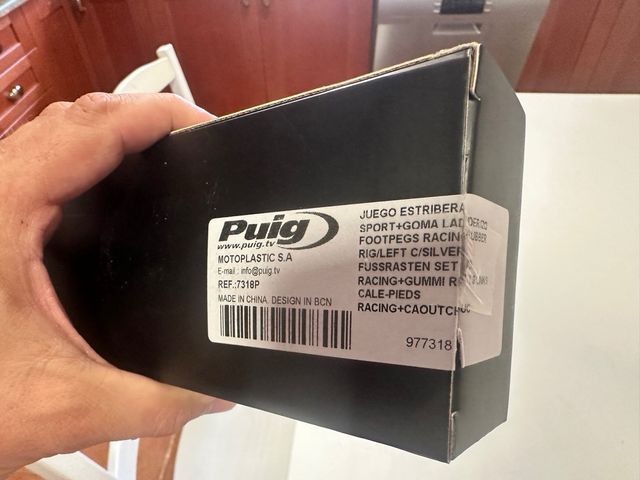 Puig
www.puig.tv
MOTOPLASTIC S.A
E-mail : info@puig.tv
REF.:7318P
MADE IN CHINA. DESIGN IN BCN
JUEGO ESTRIBERA
SPORT+GOMA
FOOTPEGS RACING
RIG/LEFT C/SILVER
FUSSRASTEN SET
RACING+GUMMI
CALE-PIEDS
RACING+CAOUTCHUC
977318